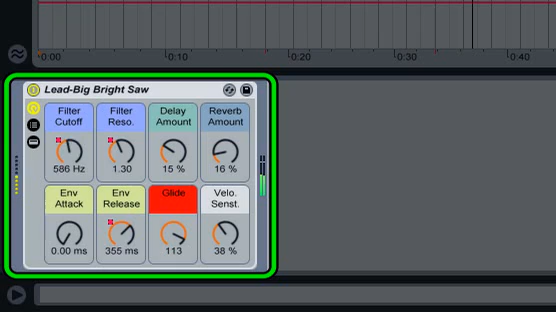 0:00 0:10 0:20 0:30 0:40
Lead-Big Bright Saw
Filter Cutoff
Filter Reso.
Delay Amount
Reverb Amount
586 Hz
1.30
15 %
16 %
Env Attack
Env Release
Glide
Velo. Senst.
0.00 ms
355 ms
113
38 %